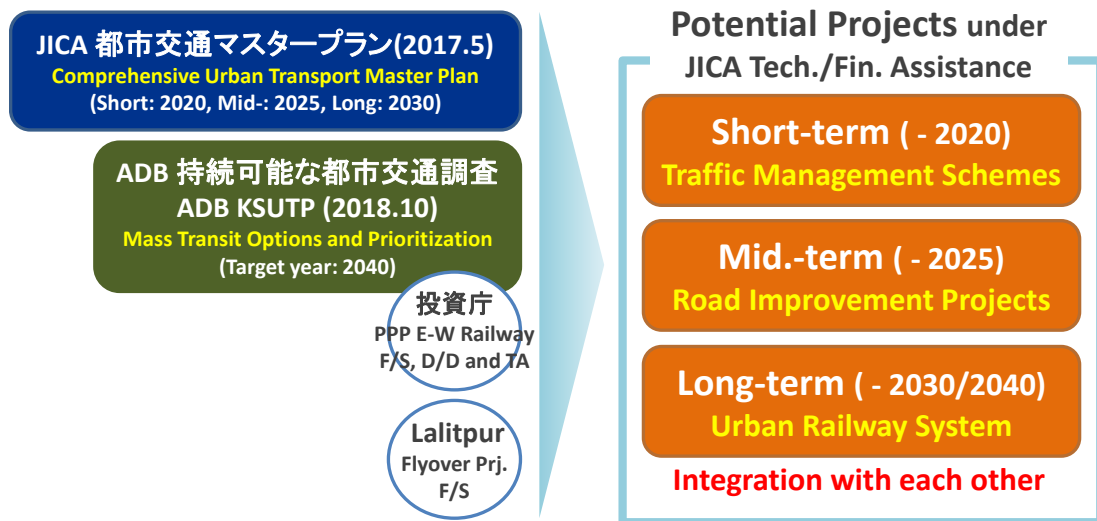 JICA 都市交通マスタープラン(2017.5)
Comprehensive Urban Transport Master Plan
(Short: 2020, Mid-: 2025, Long: 2030)
ADB 持続可能な都市交通調査
ADB KSUTP (2018.10)
Mass Transit Options and Prioritization
(Target year: 2040)
投資庁
PPP E-W Railway
F/S, D/D and TA
Lalitpur
Flyover Prj.
F/S
Potential Projects under
JICA Tech./Fin. Assistance
Short-term ( - 2020)
Traffic Management Schemes
Mid.-term ( - 2025)
Road Improvement Projects
Long-term ( - 2030/2040)
Urban Railway System
Integration with each other